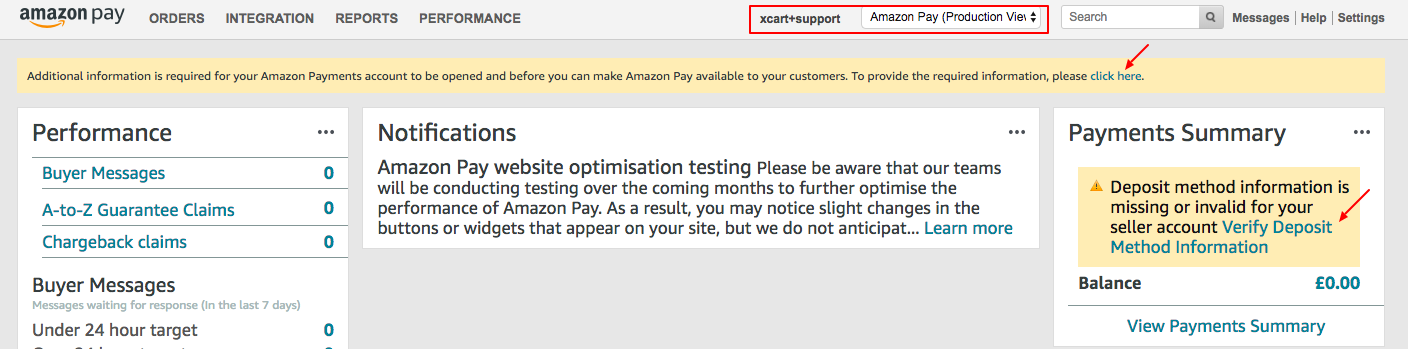 amazon pay ORDERS INTEGRATION REPORTS PERFORMANCE xcart+support Amazon Pay (Production Vie Search Messages Help Settings
Additional information is required for your Amazon Payments account to be opened and before you can make Amazon Pay available to your customers. To provide the required information, please click here.
Performance ...
Buyer Messages 0
A-to-Z Guarantee Claims 0
Chargeback claims 0
Buyer Messages
Messages waiting for response (In the last 7 days)
Under 24 hour target 0
Notifications ...
Amazon Pay website optimisation testing Please be aware that our teams
will be conducting testing over the coming months to further optimise the
performance of Amazon Pay. As a result, you may notice slight changes in the
buttons or widgets that appear on your site, but we do not anticipat... Learn more
Payments Summary ...
Deposit method information is
missing or invalid for your
seller account Verify Deposit
Method Information
Balance £0.00
View Payments Summary